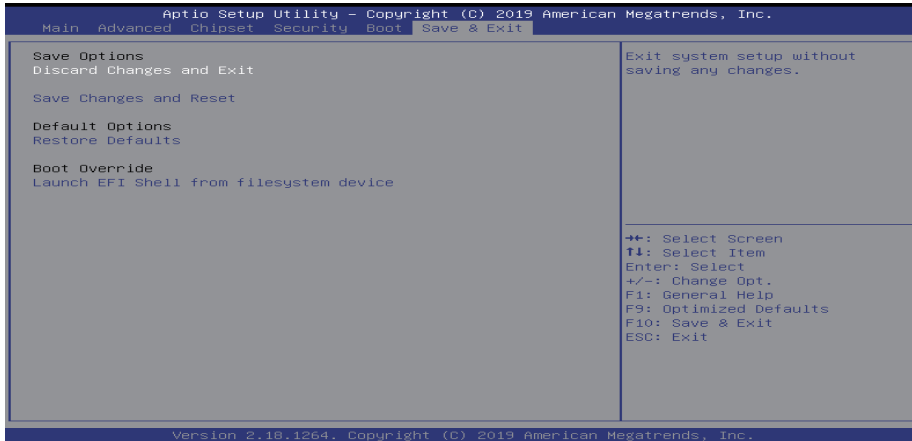 Aptio Setup Utility – Copyright (C) 2019 American Megatrends, Inc.
Main Advanced Chipset Security Boot Save & Exit
Save Options
Discard Changes and Exit
Save Changes and Reset
Default Options
Restore Defaults
Boot Override
Launch EFI Shell from filesystem device
Exit system setup without
saving any changes.
→←: Select Screen
↑↓: Select Item
Enter: Select
+/-: Change Opt.
F1: General Help
F9: Optimized Defaults
F10: Save & Exit
ESC: Exit
Version 2.18.1264. Copyright (C) 2019 American Megatrends, Inc.